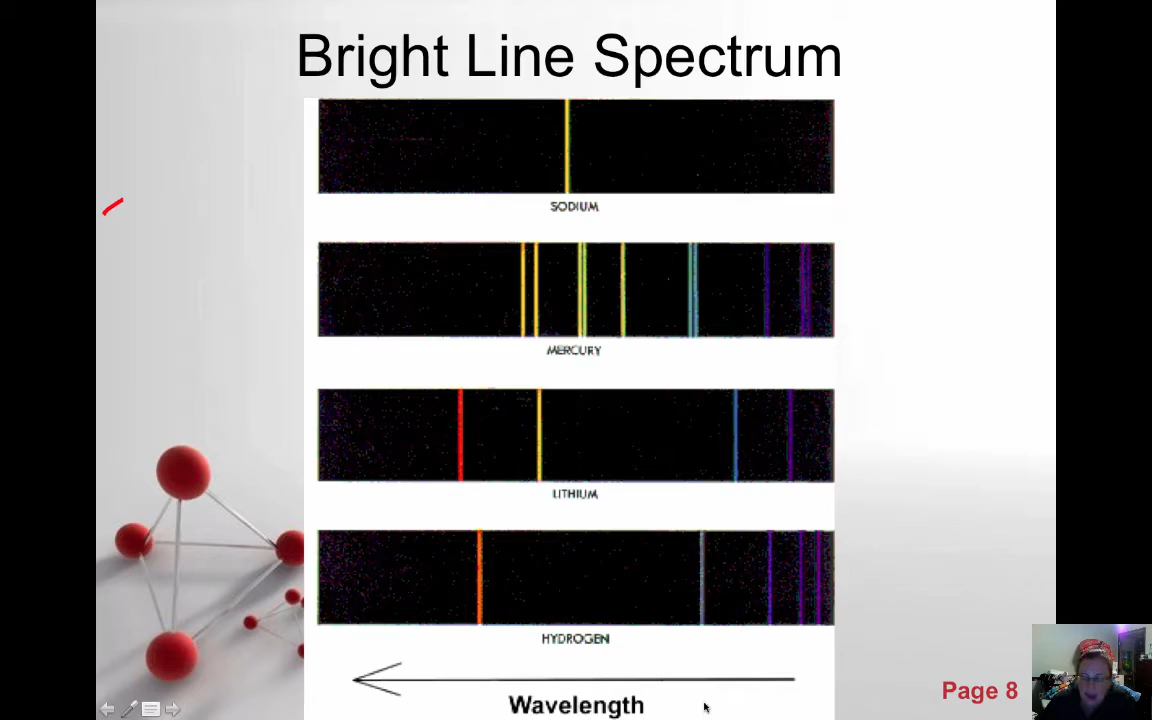 Bright Line Spectrum
SODIUM
MERCURY
LITHIUM
HYDROGEN
Wavelength
Page 8